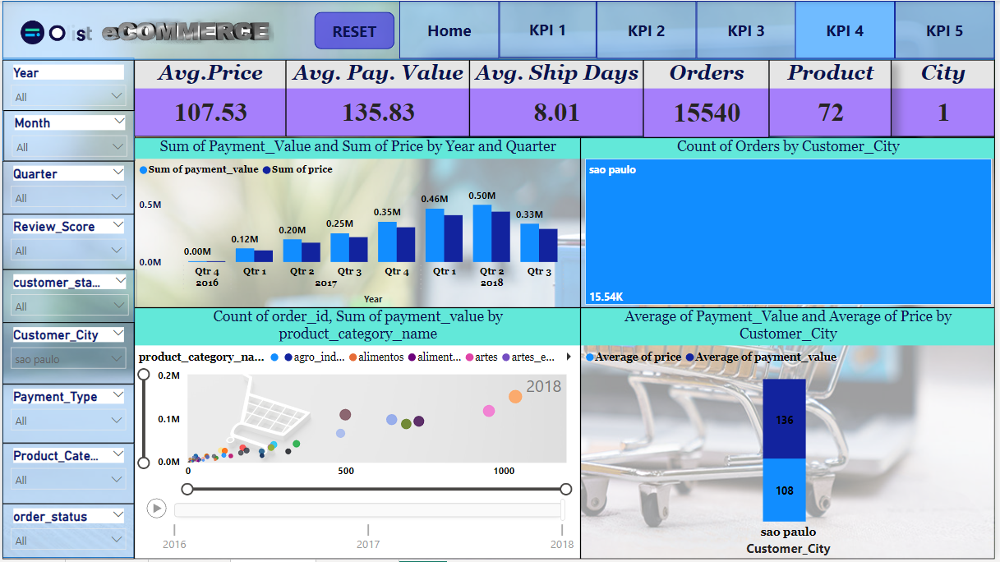 ist eCOMMERCE
RESET
Home
KPI 1
KPI 2
KPI 3
KPI 4
KPI 5
Year
All
Month
All
Quarter
All
Review_Score
All
customer_sta...
All
Customer_City
sao paulo
Payment_Type
All
Product_Cate...
All
order_status
All
Avg.Price
107.53
Avg. Pay. Value
135.83
Avg. Ship Days
8.01
Orders
15540
Product
72
City
1
Sum of Payment_Value and Sum of Price by Year and Quarter
Sum of payment_value Sum of price
0.5M
0.0M
0.00M
0.12M
0.20M
0.25M
0.35M
0.46M
0.50M
0.33M
Qtr 4 Qtr 1 Qtr 2 Qtr 3 Qtr 4 Qtr 1 Qtr 2 Qtr 3
2016 2017 2018
Year
Count of Orders by Customer_City
sao paulo
15.54K
Count of order_id, Sum of payment_value by
product_category_name
product_category_na... agro_ind... alimentos aliment... artes artes_e...
0.2M
0.1M
0.0M
2018
0 500 1000
2016 2017 2018
Average of Payment_Value and Average of Price by
Customer_City
Average of price Average of payment_value
136
108
sao paulo
Customer_City